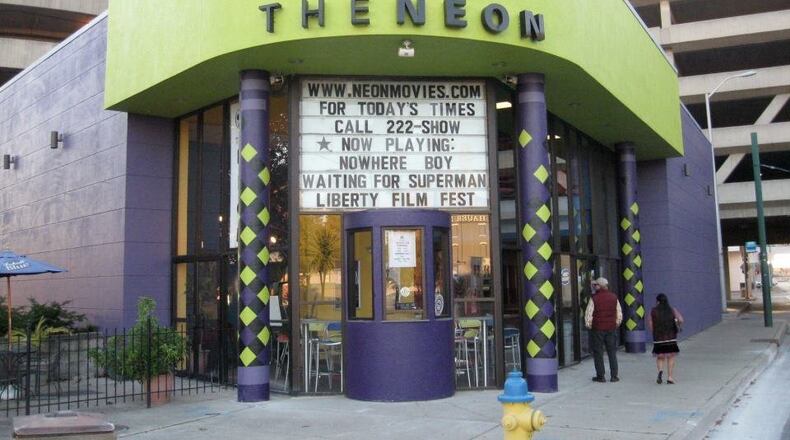 THE NEON
WWW.NEONMOVIES.COM
FOR TODAY'S TIMES
CALL 222-SHOW
★ NOW PLAYING:
NOWHERE BOY
WAITING FOR SUPERMAN
LIBERTY FILM FEST